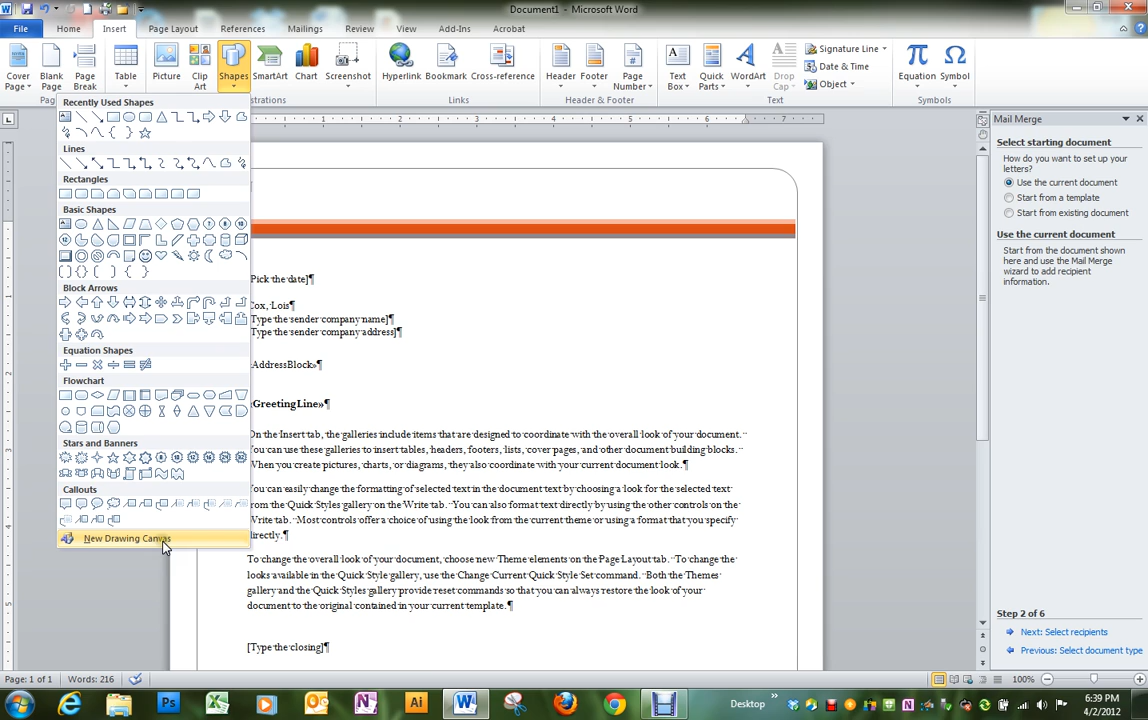 Document1 - Microsoft Word
File Home Insert Page Layout References Mailings Review View Add-Ins Acrobat
Cover Page Blank Page Page Break Table Picture Clip Art Shapes SmartArt Chart Screenshot Hyperlink Bookmark Cross-reference Header Footer Page Number Text Box Quick Parts WordArt Drop Cap Signature Line Date & Time Object Equation Symbol
Links Header & Footer Text Symbols
Recently Used Shapes
Lines
Rectangles
Basic Shapes
Block Arrows
Equation Shapes
Flowchart
Stars and Banners
Callouts
New Drawing Canvas
1 2 3 4 5 6 7
Pick the date]¶
Cox, Lois¶
Type the sender company name]¶
[Type the sender company address]¶
AddressBlock»¶
GreetingLine»¶
On the Insert tab, the galleries include items that are designed to coordinate with the overall look of your document.
You can use these galleries to insert tables, headers, footers, lists, cover pages, and other document building blocks.
When you create pictures, charts, or diagrams, they also coordinate with your current document look.¶
You can easily change the formatting of selected text in the document text by choosing a look for the selected text
from the Quick Styles gallery on the Write tab. You can also format text directly by using the other controls on the
Write tab. Most controls offer a choice of using the look from the current theme or using a format that you specify
directly.¶
To change the overall look of your document, choose new Theme elements on the Page Layout tab. To change the
looks available in the Quick Style gallery, use the Change Current Quick Style Set command. Both the Themes
gallery and the Quick Styles gallery provide reset commands so that you can always restore the look of your
document to the original contained in your current template.¶
[Type the closing]¶
Mail Merge
Select starting document
How do you want to set up your
letters?
Use the current document
Start from a template
Start from existing document
Use the current document
Start from the document shown
here and use the Mail Merge
wizard to add recipient
information.
Step 2 of 6
Next: Select recipients
Previous: Select document type
Page: 1 of 1 Words: 216 100%
Desktop
6:39 PM
4/2/2012